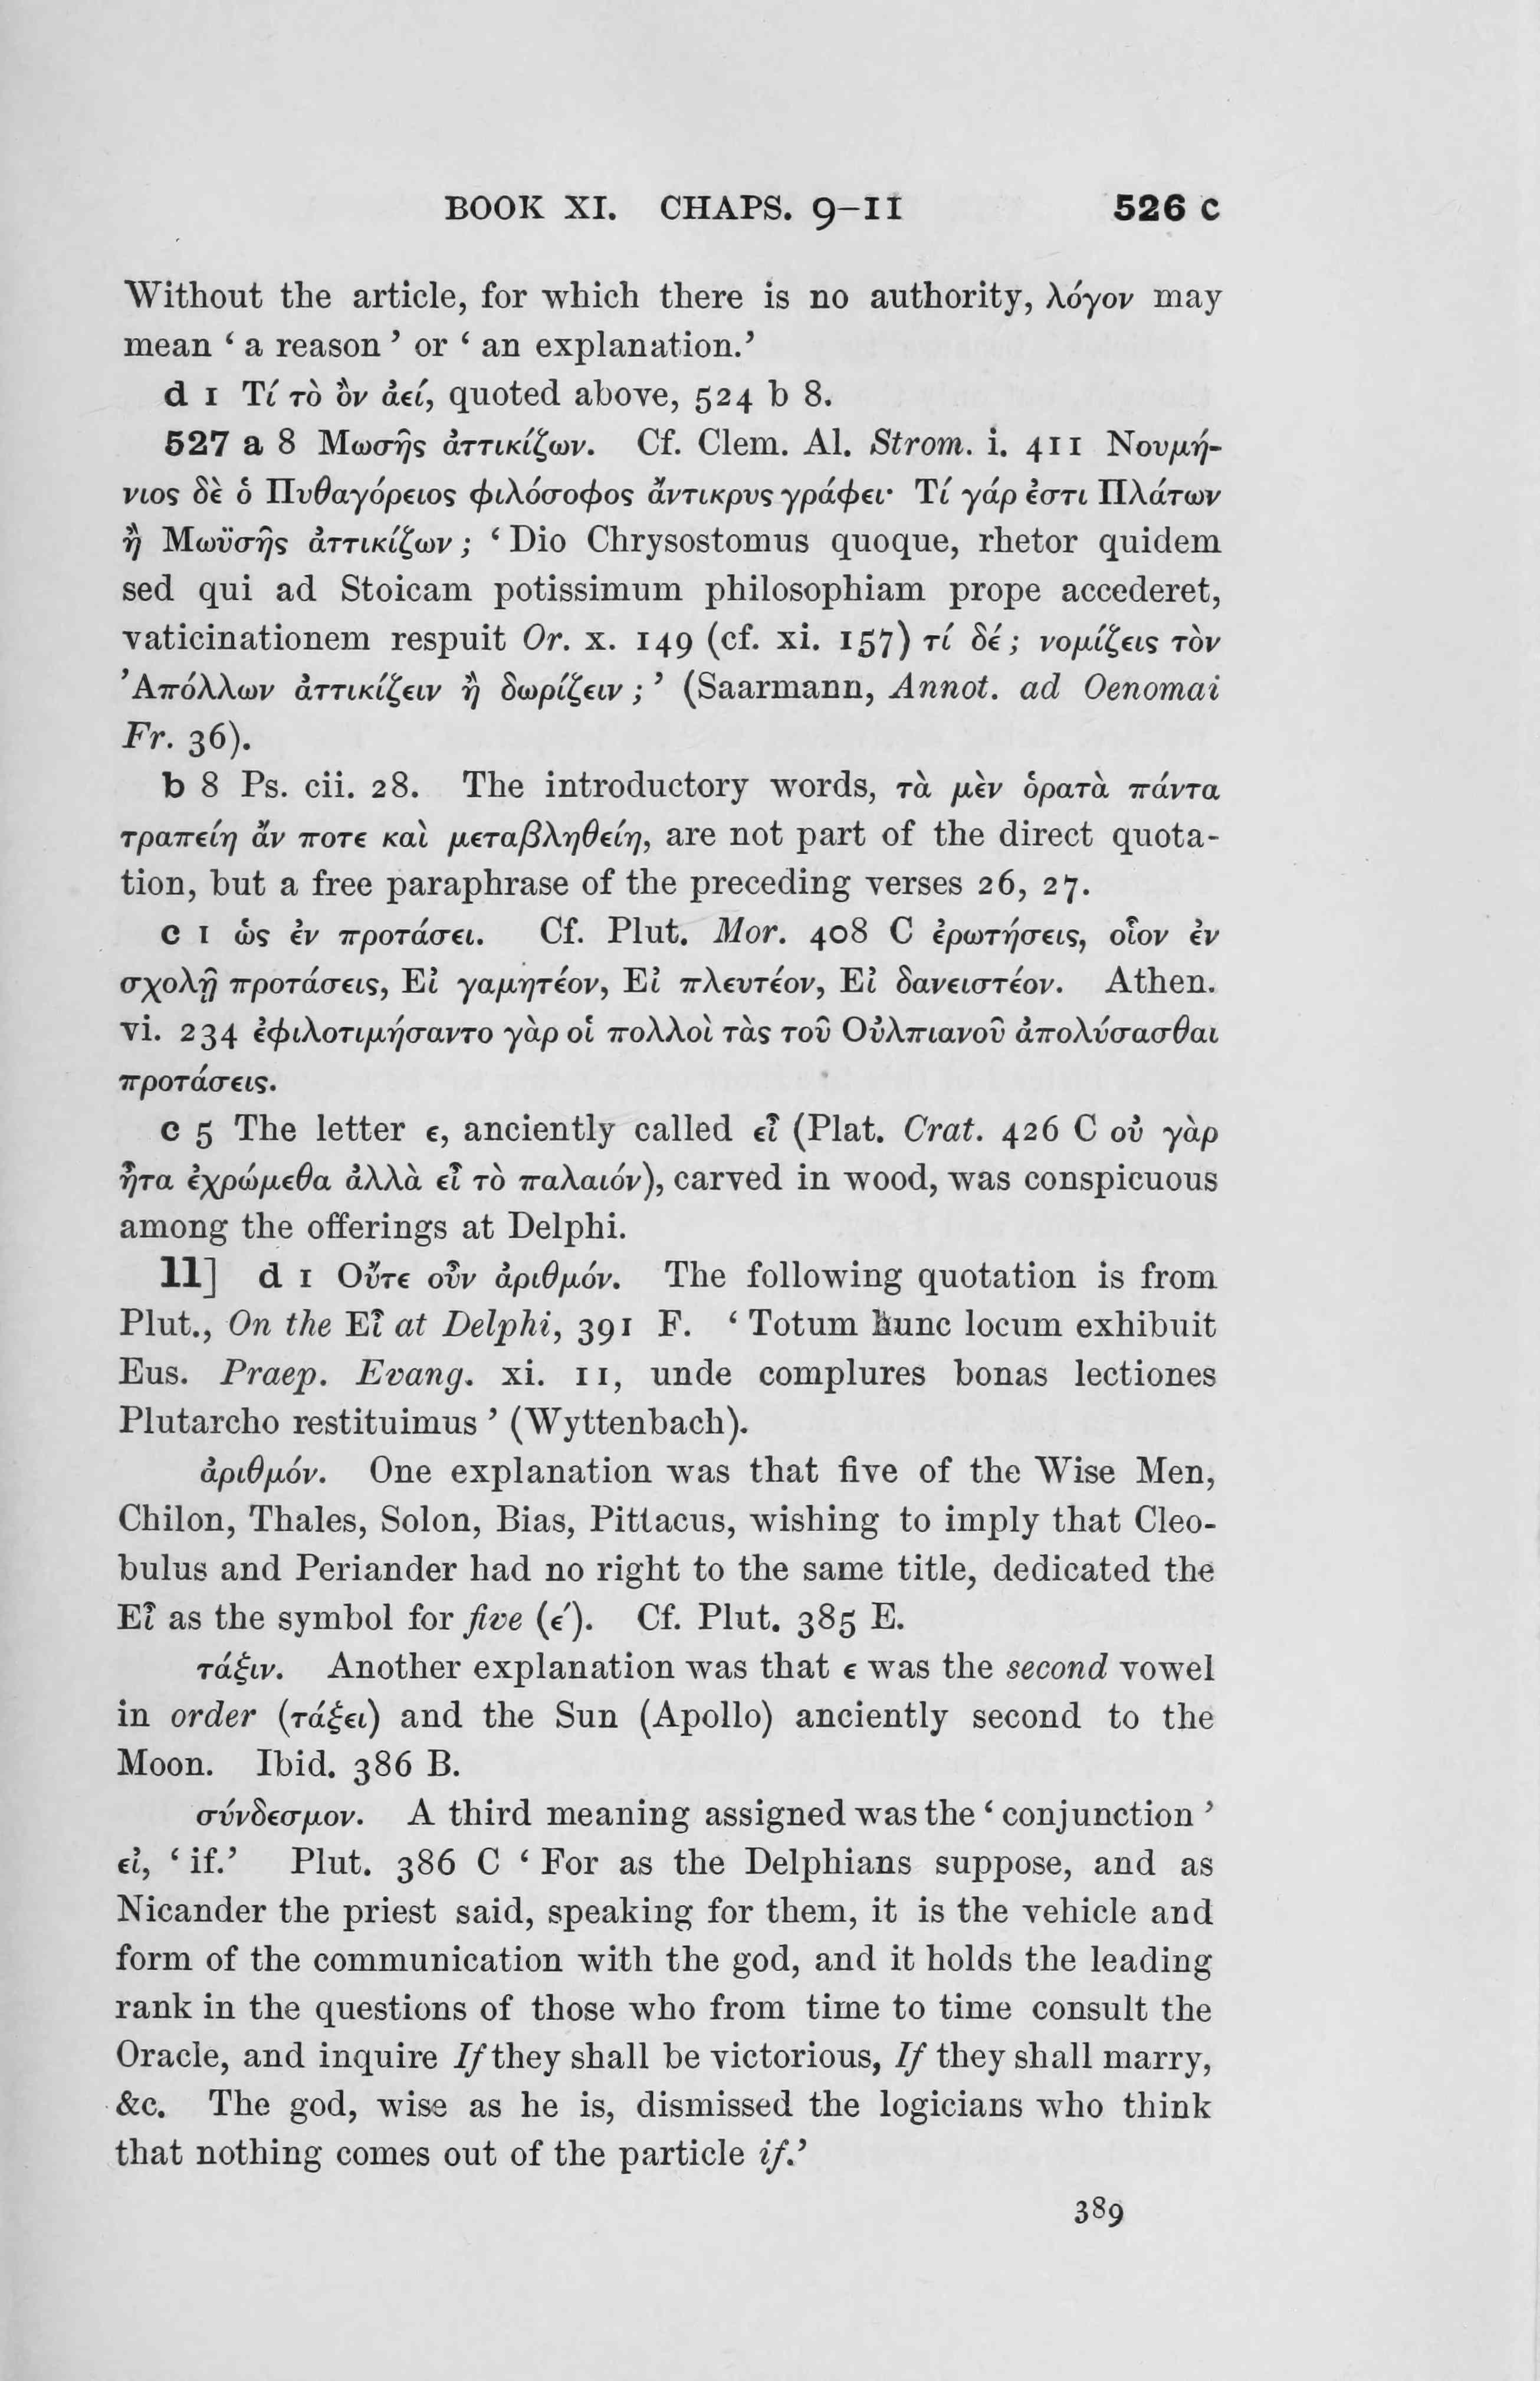 BOOK XI. CHAPS. 9–11 526 c
Without the article, for which there is no authority, λόγον may
mean ‘ a reason ’ or ‘ an explanation.’
d 1 Τί τὸ ὂν ἀεί, quoted above, 524 b 8.
527 a 8 Μωσῆς ἀττικίζων. Cf. Clem. Al. Strom. i. 411 Νουμή-
νιος δὲ ὁ Πυθαγόρειος φιλόσοφος ἄντικρυς γράφει· Τί γάρ ἐστι Πλάτων
ἢ Μωϋσῆς ἀττικίζων ; ‘ Dio Chrysostomus quoque, rhetor quidem
sed qui ad Stoicam potissimum philosophiam prope accederet,
vaticinationem respuit Or. x. 149 (cf. xi. 157) τί δέ ; νομίζεις τὸν
Ἀπόλλων ἀττικίζειν ἢ δωρίζειν ; ’ (Saarmann, Annot. ad Oenomai
Fr. 36).
b 8 Ps. cii. 28. The introductory words, τὰ μὲν ὁρατὰ πάντα
τραπείη ἄν ποτε καὶ μεταβληθείη, are not part of the direct quota-
tion, but a free paraphrase of the preceding verses 26, 27.
c 1 ὡς ἐν προτάσει. Cf. Plut. Mor. 408 C ἐρωτήσεις, οἷον ἐν
σχολῇ προτάσεις, Εἰ γαμητέον, Εἰ πλευτέον, Εἰ δανειστέον. Athen.
vi. 234 ἐφιλοτιμήσαντο γὰρ οἱ πολλοὶ τὰς τοῦ Οὐλπιανοῦ ἀπολύσασθαι
προτάσεις.
c 5 The letter ε, anciently called εἶ (Plat. Crat. 426 C οὐ γὰρ
ἦτα ἐχρώμεθα ἀλλὰ εἶ τὸ παλαιόν), carved in wood, was conspicuous
among the offerings at Delphi.
11] d 1 Οὔτε οὖν ἀριθμόν. The following quotation is from
Plut., On the Εἶ at Delphi, 391 F. ‘ Totum hunc locum exhibuit
Eus. Praep. Evang. xi. 11, unde complures bonas lectiones
Plutarcho restituimus ’ (Wyttenbach).
ἀριθμόν. One explanation was that five of the Wise Men,
Chilon, Thales, Solon, Bias, Pittacus, wishing to imply that Cleo-
bulus and Periander had no right to the same title, dedicated the
Εἶ as the symbol for five (ε′). Cf. Plut. 385 E.
τάξιν. Another explanation was that ε was the second vowel
in order (τάξει) and the Sun (Apollo) anciently second to the
Moon. Ibid. 386 B.
σύνδεσμον. A third meaning assigned was the ‘ conjunction ’
εἰ, ‘ if.’ Plut. 386 C ‘ For as the Delphians suppose, and as
Nicander the priest said, speaking for them, it is the vehicle and
form of the communication with the god, and it holds the leading
rank in the questions of those who from time to time consult the
Oracle, and inquire If they shall be victorious, If they shall marry,
&c. The god, wise as he is, dismissed the logicians who think
that nothing comes out of the particle if.’
389